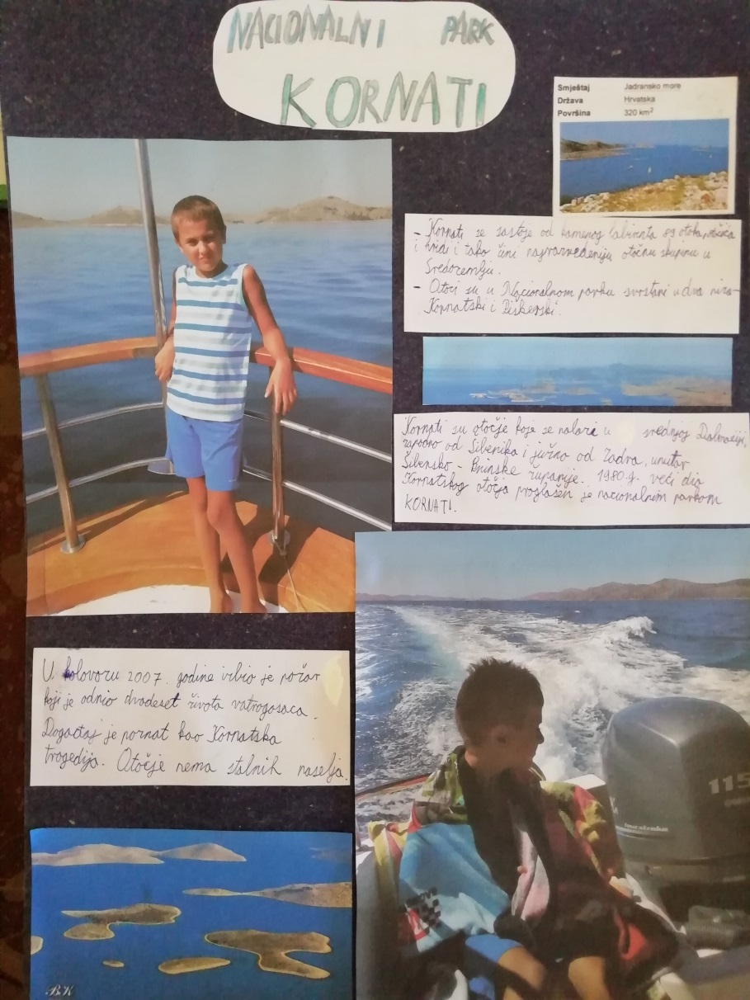 NACIONALNI PARK
KORNATI
Smještaj Jadransko more
Država Hrvatska
Površina 320 km²
- Kornati se sastoje od kamenog labirinta 89 otoka, otočića
i hridi i tako čini najrazvedeniju otočnu skupinu u
Sredozemlju.
- Otoci su u Nacionalnom parku svrstani u dva niza-
Kornatski i Piškerski.
Kornati su otočje koje se nalazi u srednjoj Dalmaciji,
zapadno od Šibenika i južno od Zadra, unutar
Šibensko - Kninske županije. 1980.g. veći dio
Kornatskog otočja proglašen je nacionalnim parkom
KORNATI.
U kolovozu 2007. godine izbio je požar
koji je odnio dvadeset života vatrogasaca.
Događaj je poznat kao Kornatska
tragedija. Otočje nema stalnih naselja.
115
BK